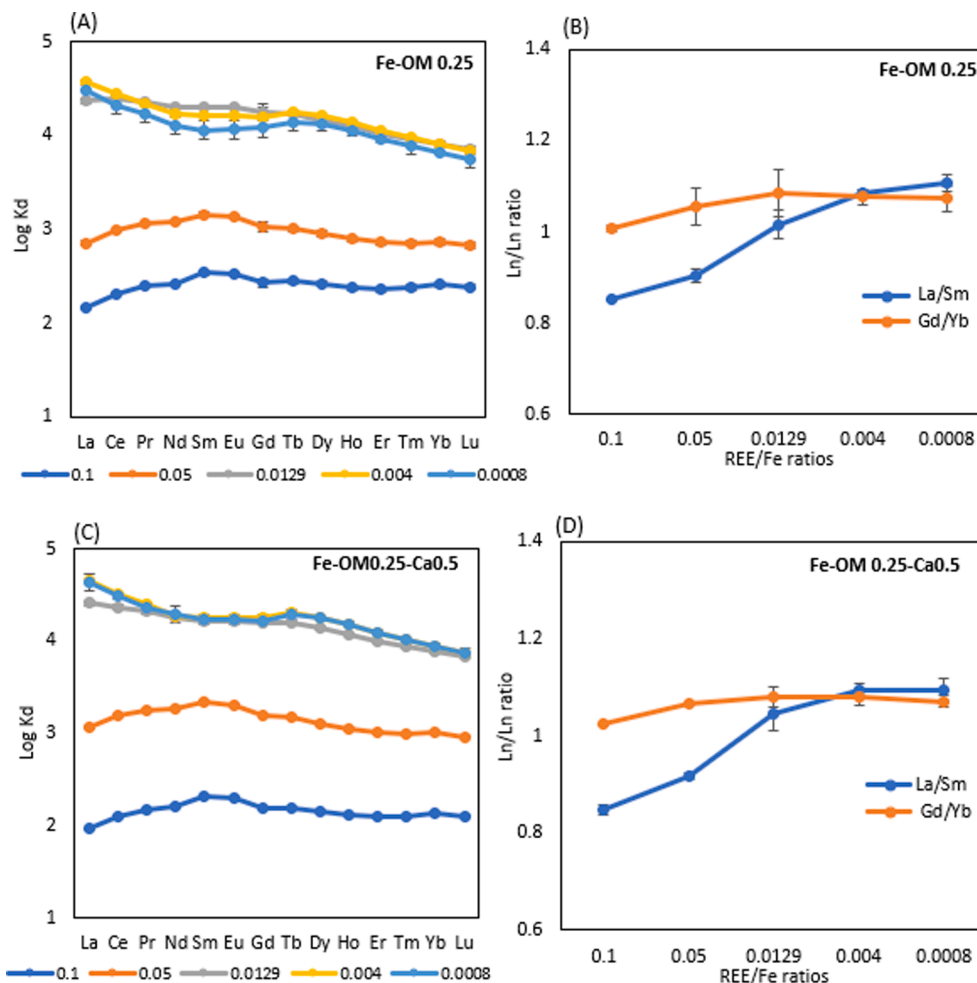 (A)
Fe-OM 0.25
5
4
3
2
1
Log Kd
La Ce Pr Nd Sm Eu Gd Tb Dy Ho Er Tm Yb Lu
0.1 0.05 0.0129 0.004 0.0008
(B)
Fe-OM 0.25
1.4
1.2
1
0.8
0.6
Ln/Ln ratio
La/Sm
Gd/Yb
0.1 0.05 0.0129 0.004 0.0008
REE/Fe ratios
(C)
Fe-OM0.25-Ca0.5
5
4
3
2
1
Log Kd
La Ce Pr Nd Sm Eu Gd Tb Dy Ho Er Tm Yb Lu
0.1 0.05 0.0129 0.004 0.0008
(D)
Fe-OM 0.25-Ca0.5
1.4
1.2
1
0.8
0.6
Ln/Ln ratio
La/Sm
Gd/Yb
0.1 0.05 0.0129 0.004 0.0008
REE/Fe ratios